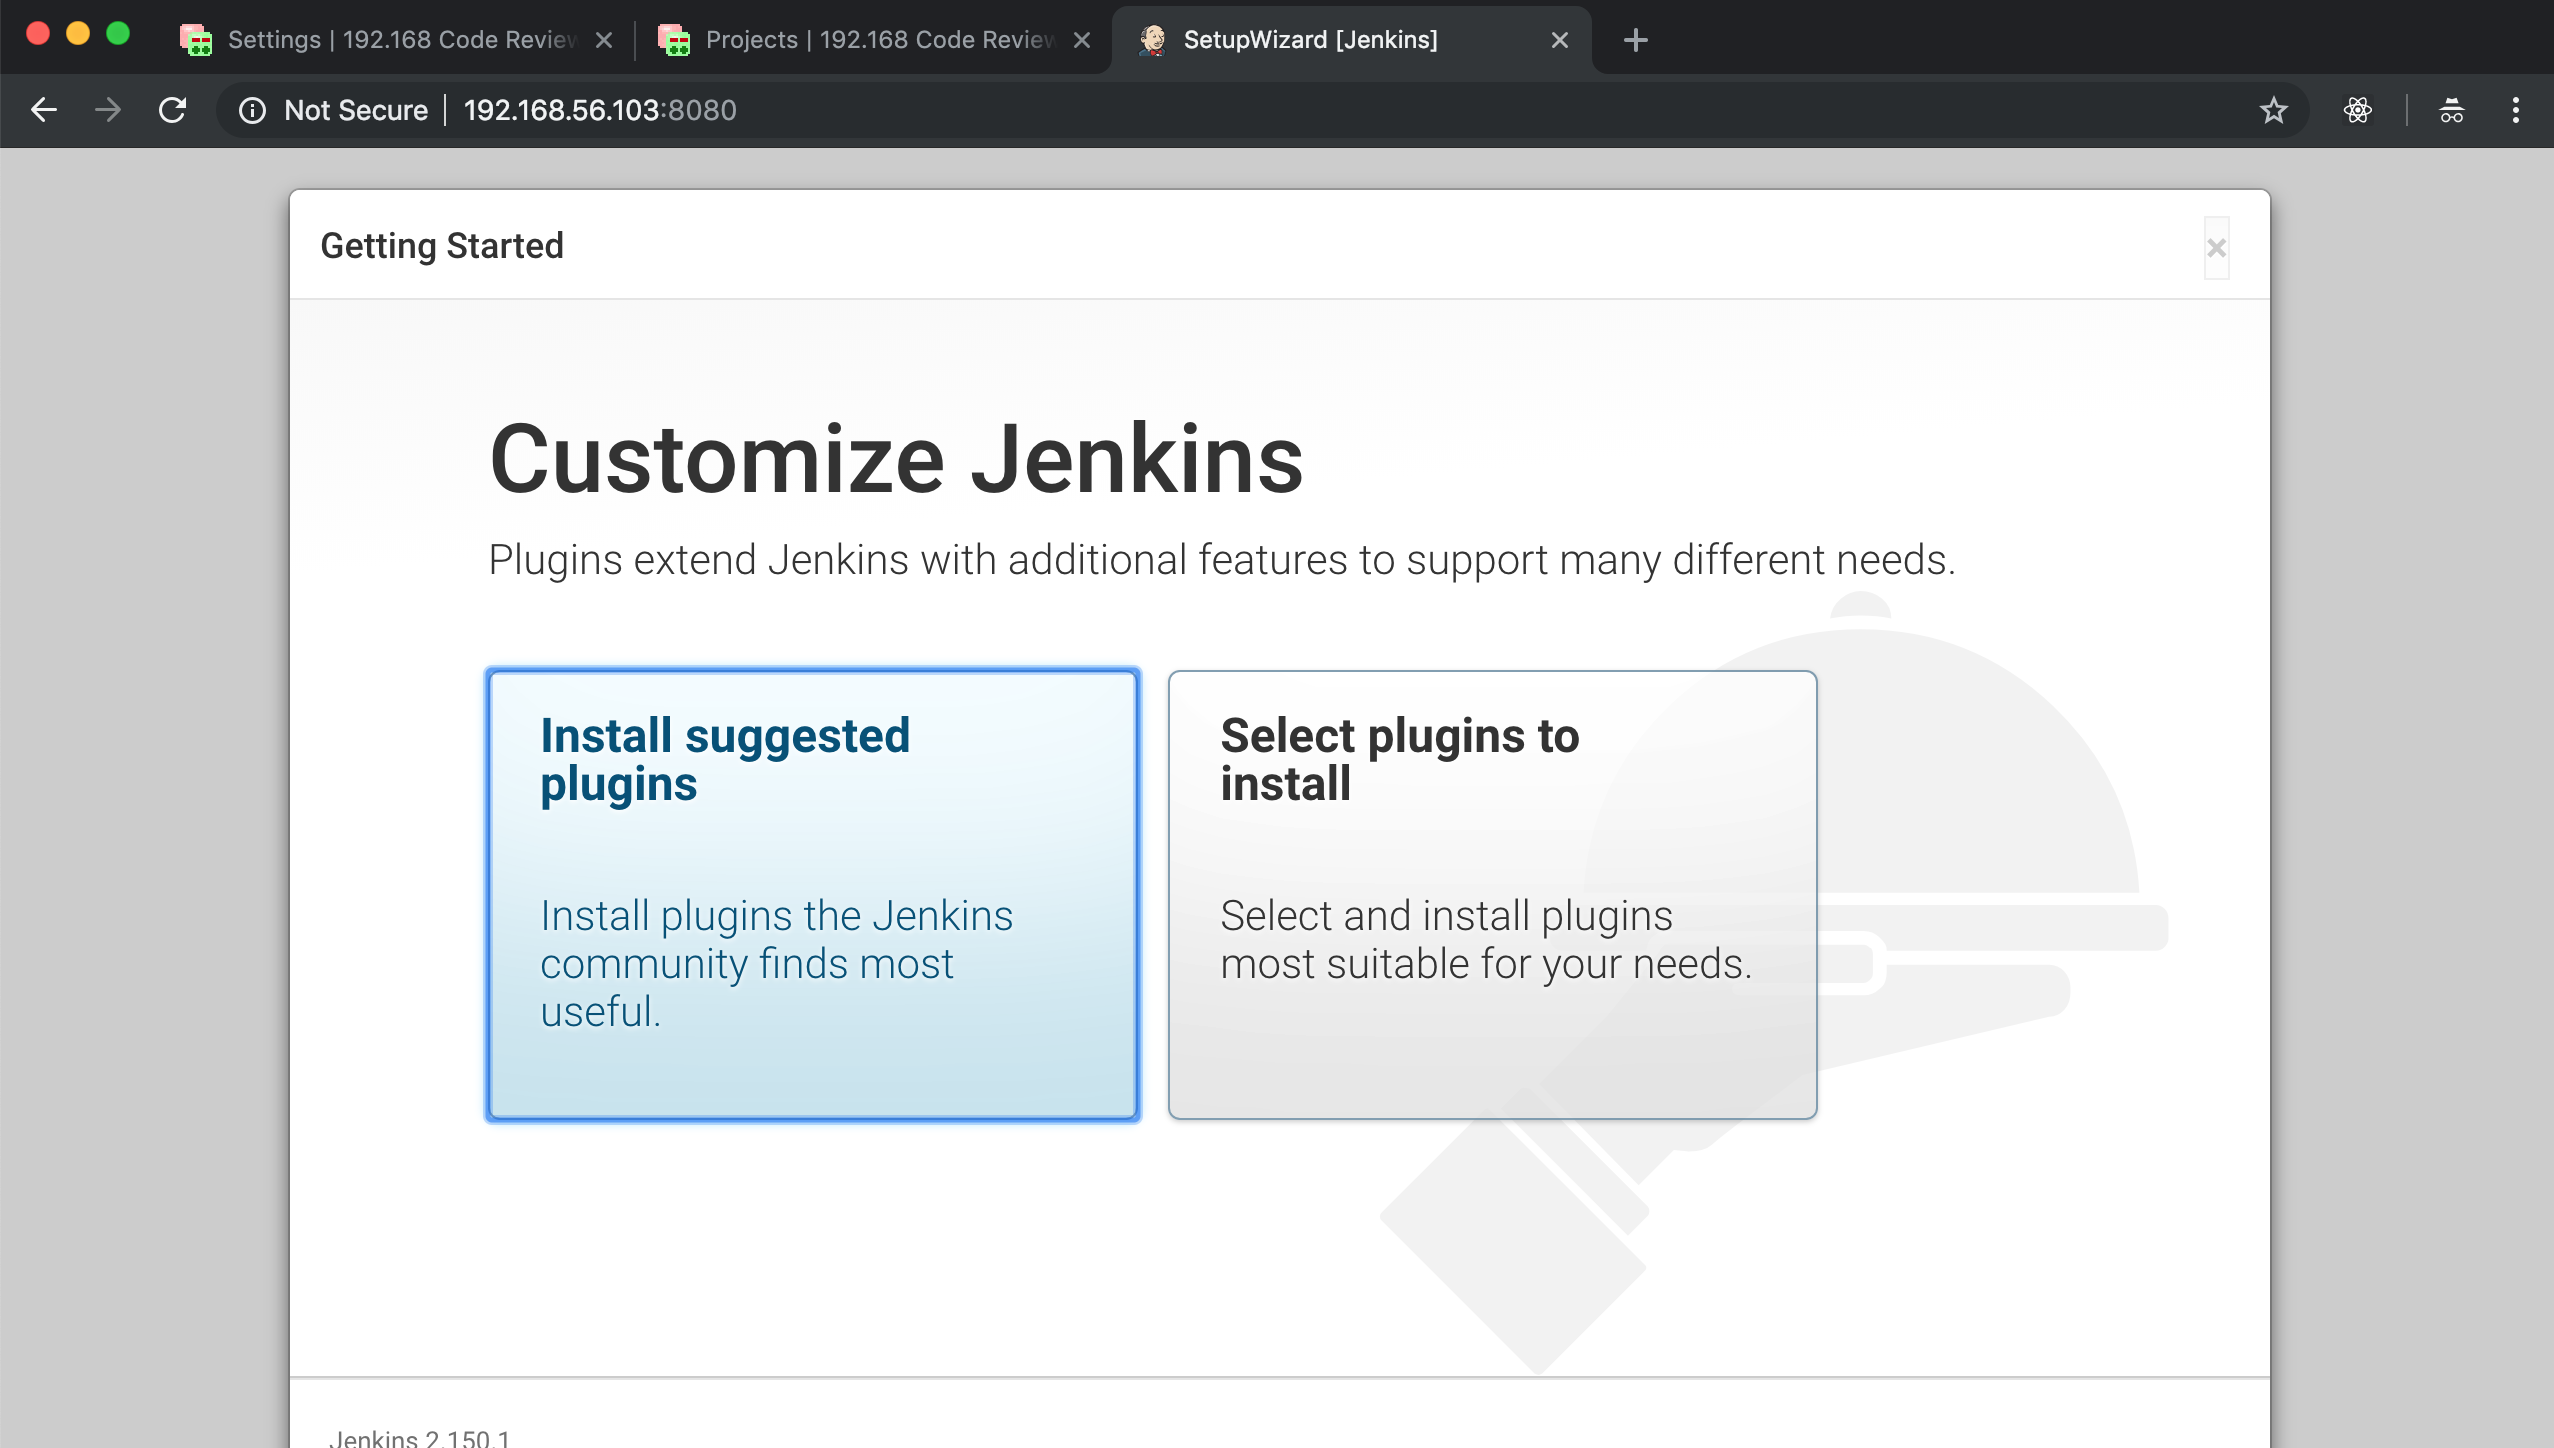 Settings | 192.168 Code Review
Projects | 192.168 Code Review
SetupWizard [Jenkins]
Not Secure
192.168.56.103:8080
Getting Started
×
Customize Jenkins
Plugins extend Jenkins with additional features to support many different needs.
Install suggested
plugins
Install plugins the Jenkins
community finds most
useful.
Select plugins to
install
Select and install plugins
most suitable for your needs.
Jenkins 2.150.1